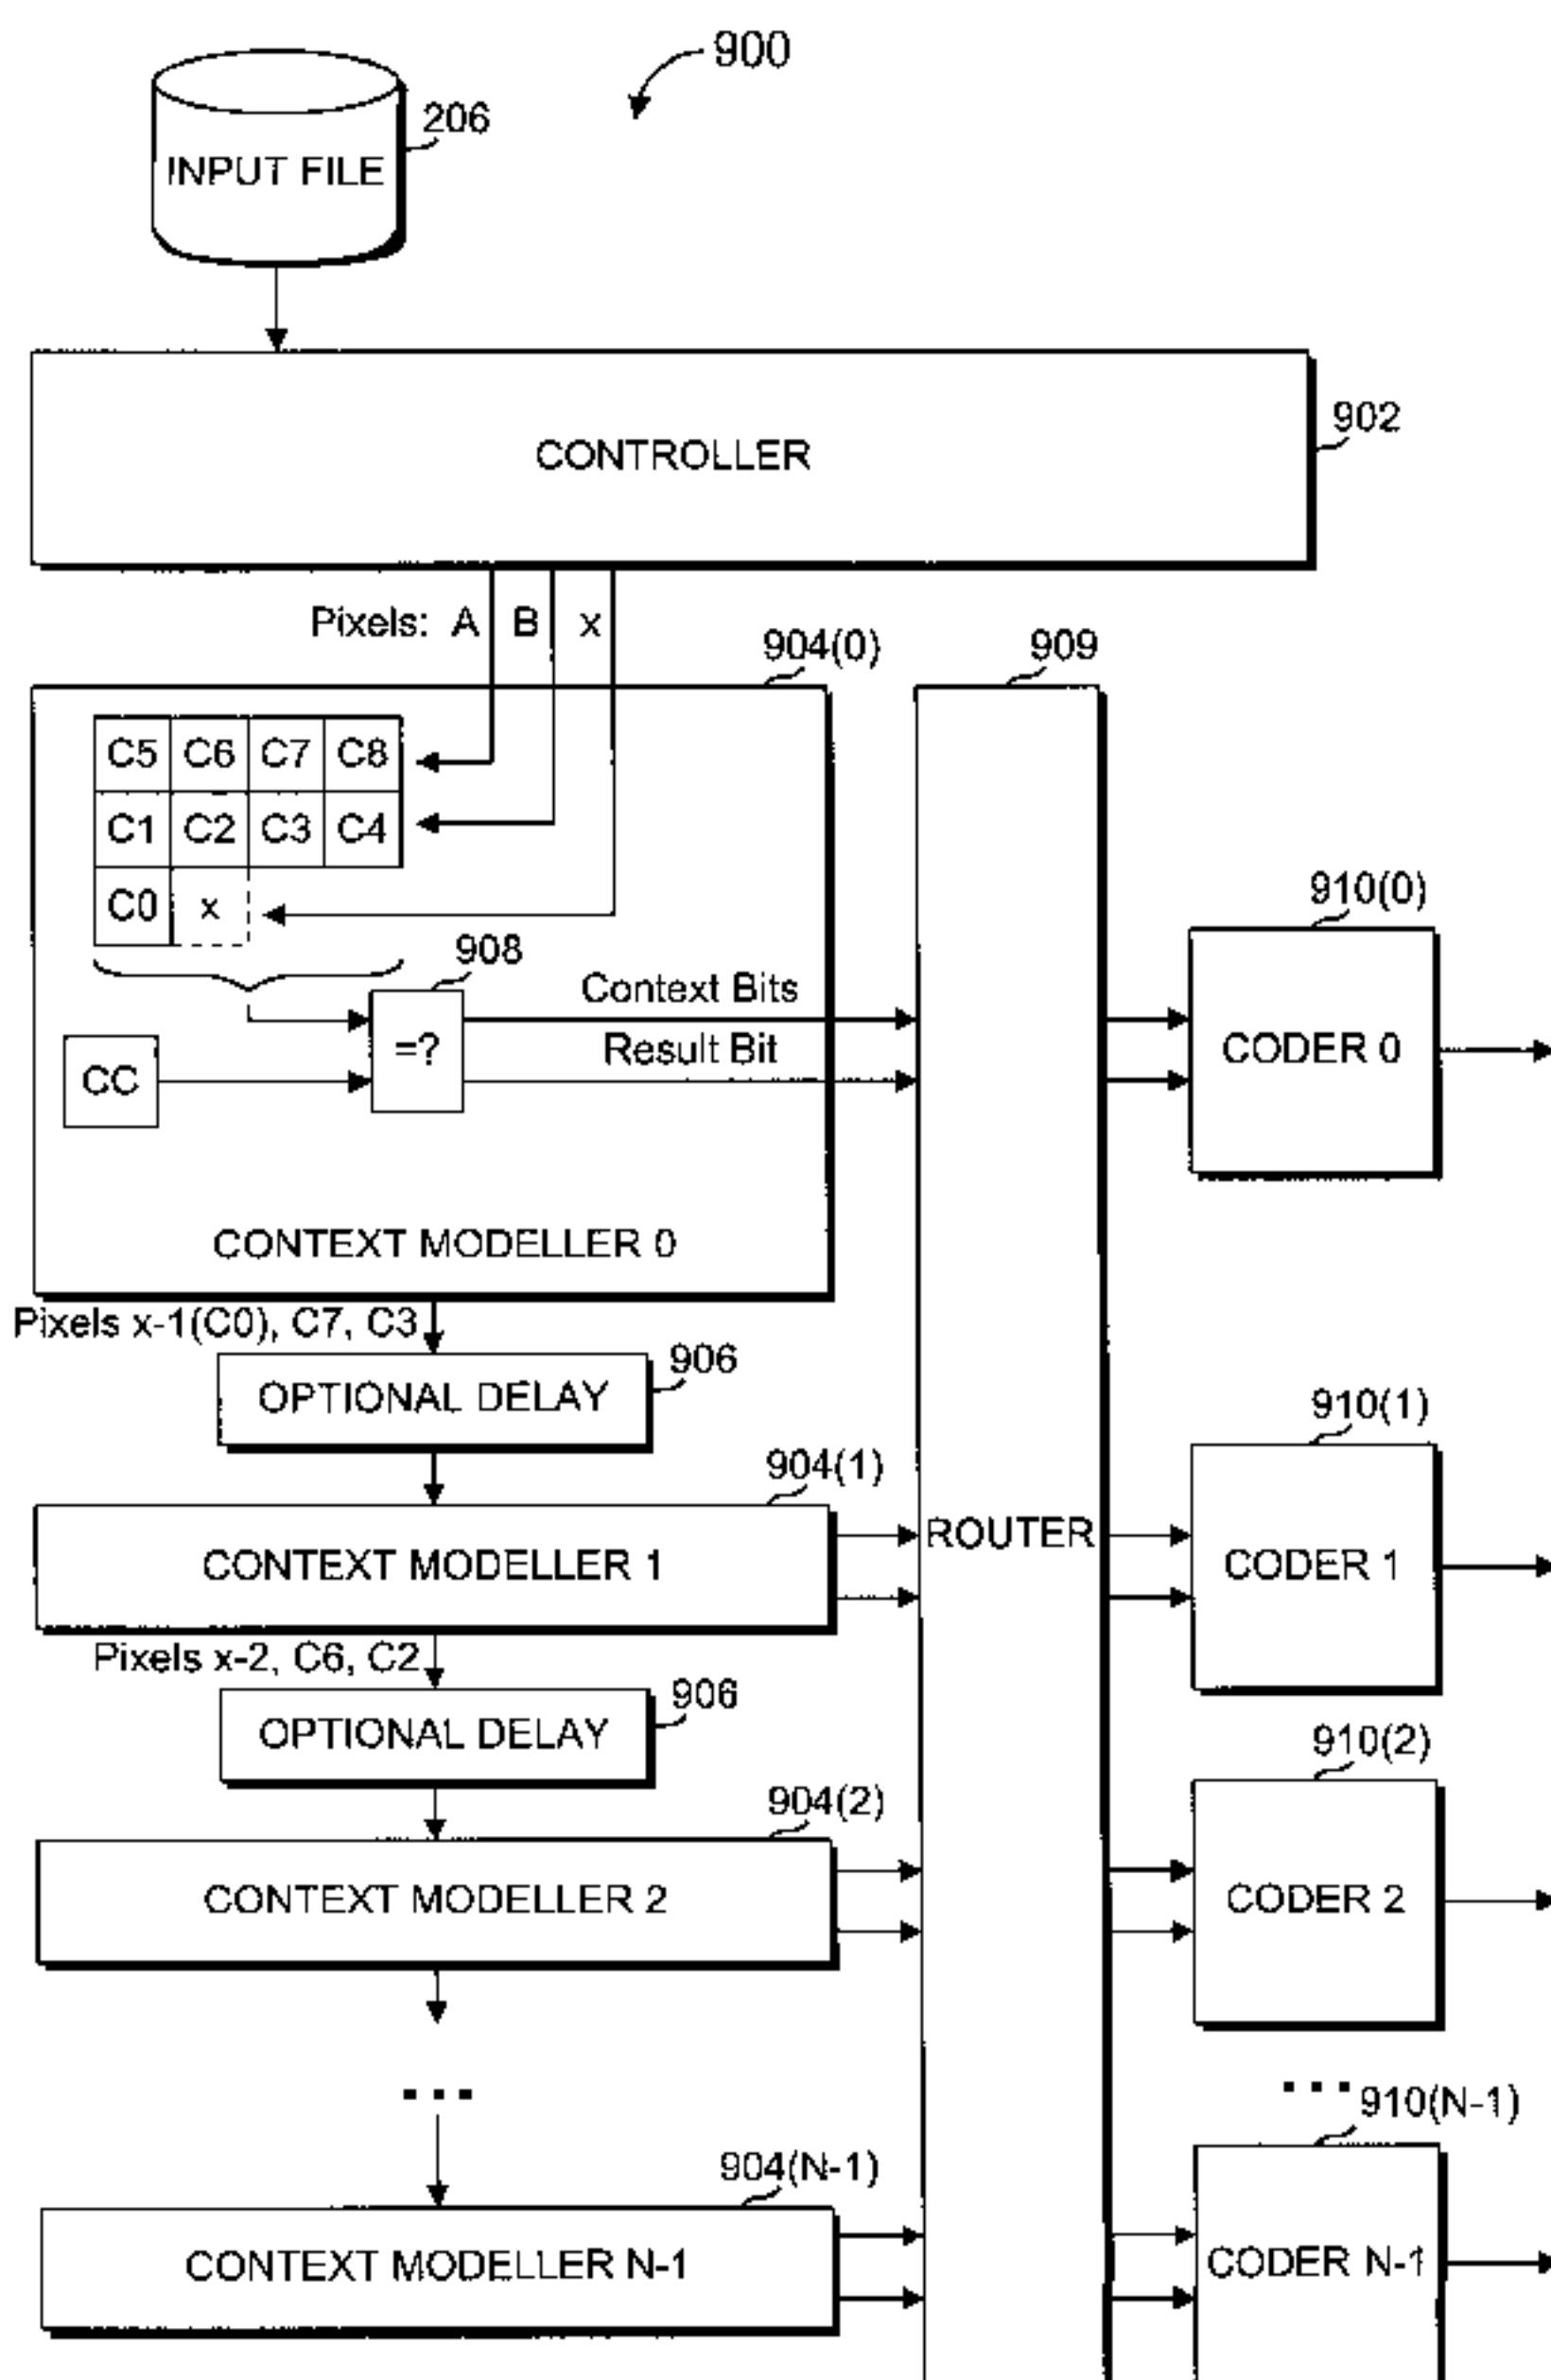 900
206
INPUT FILE
902
CONTROLLER
Pixels: A B x
904(0)
909
C5 C6 C7 C8
C1 C2 C3 C4
C0 x
908
910(0)
Context Bits
=?
Result Bit
CC
CODER 0
CONTEXT MODELLER 0
Pixels x-1(C0), C7, C3
906
OPTIONAL DELAY
910(1)
904(1)
ROUTER
CONTEXT MODELLER 1
CODER 1
Pixels x-2, C6, C2
906
OPTIONAL DELAY
910(2)
904(2)
CONTEXT MODELLER 2
CODER 2
...
... 910(N-1)
904(N-1)
CONTEXT MODELLER N-1
CODER N-1